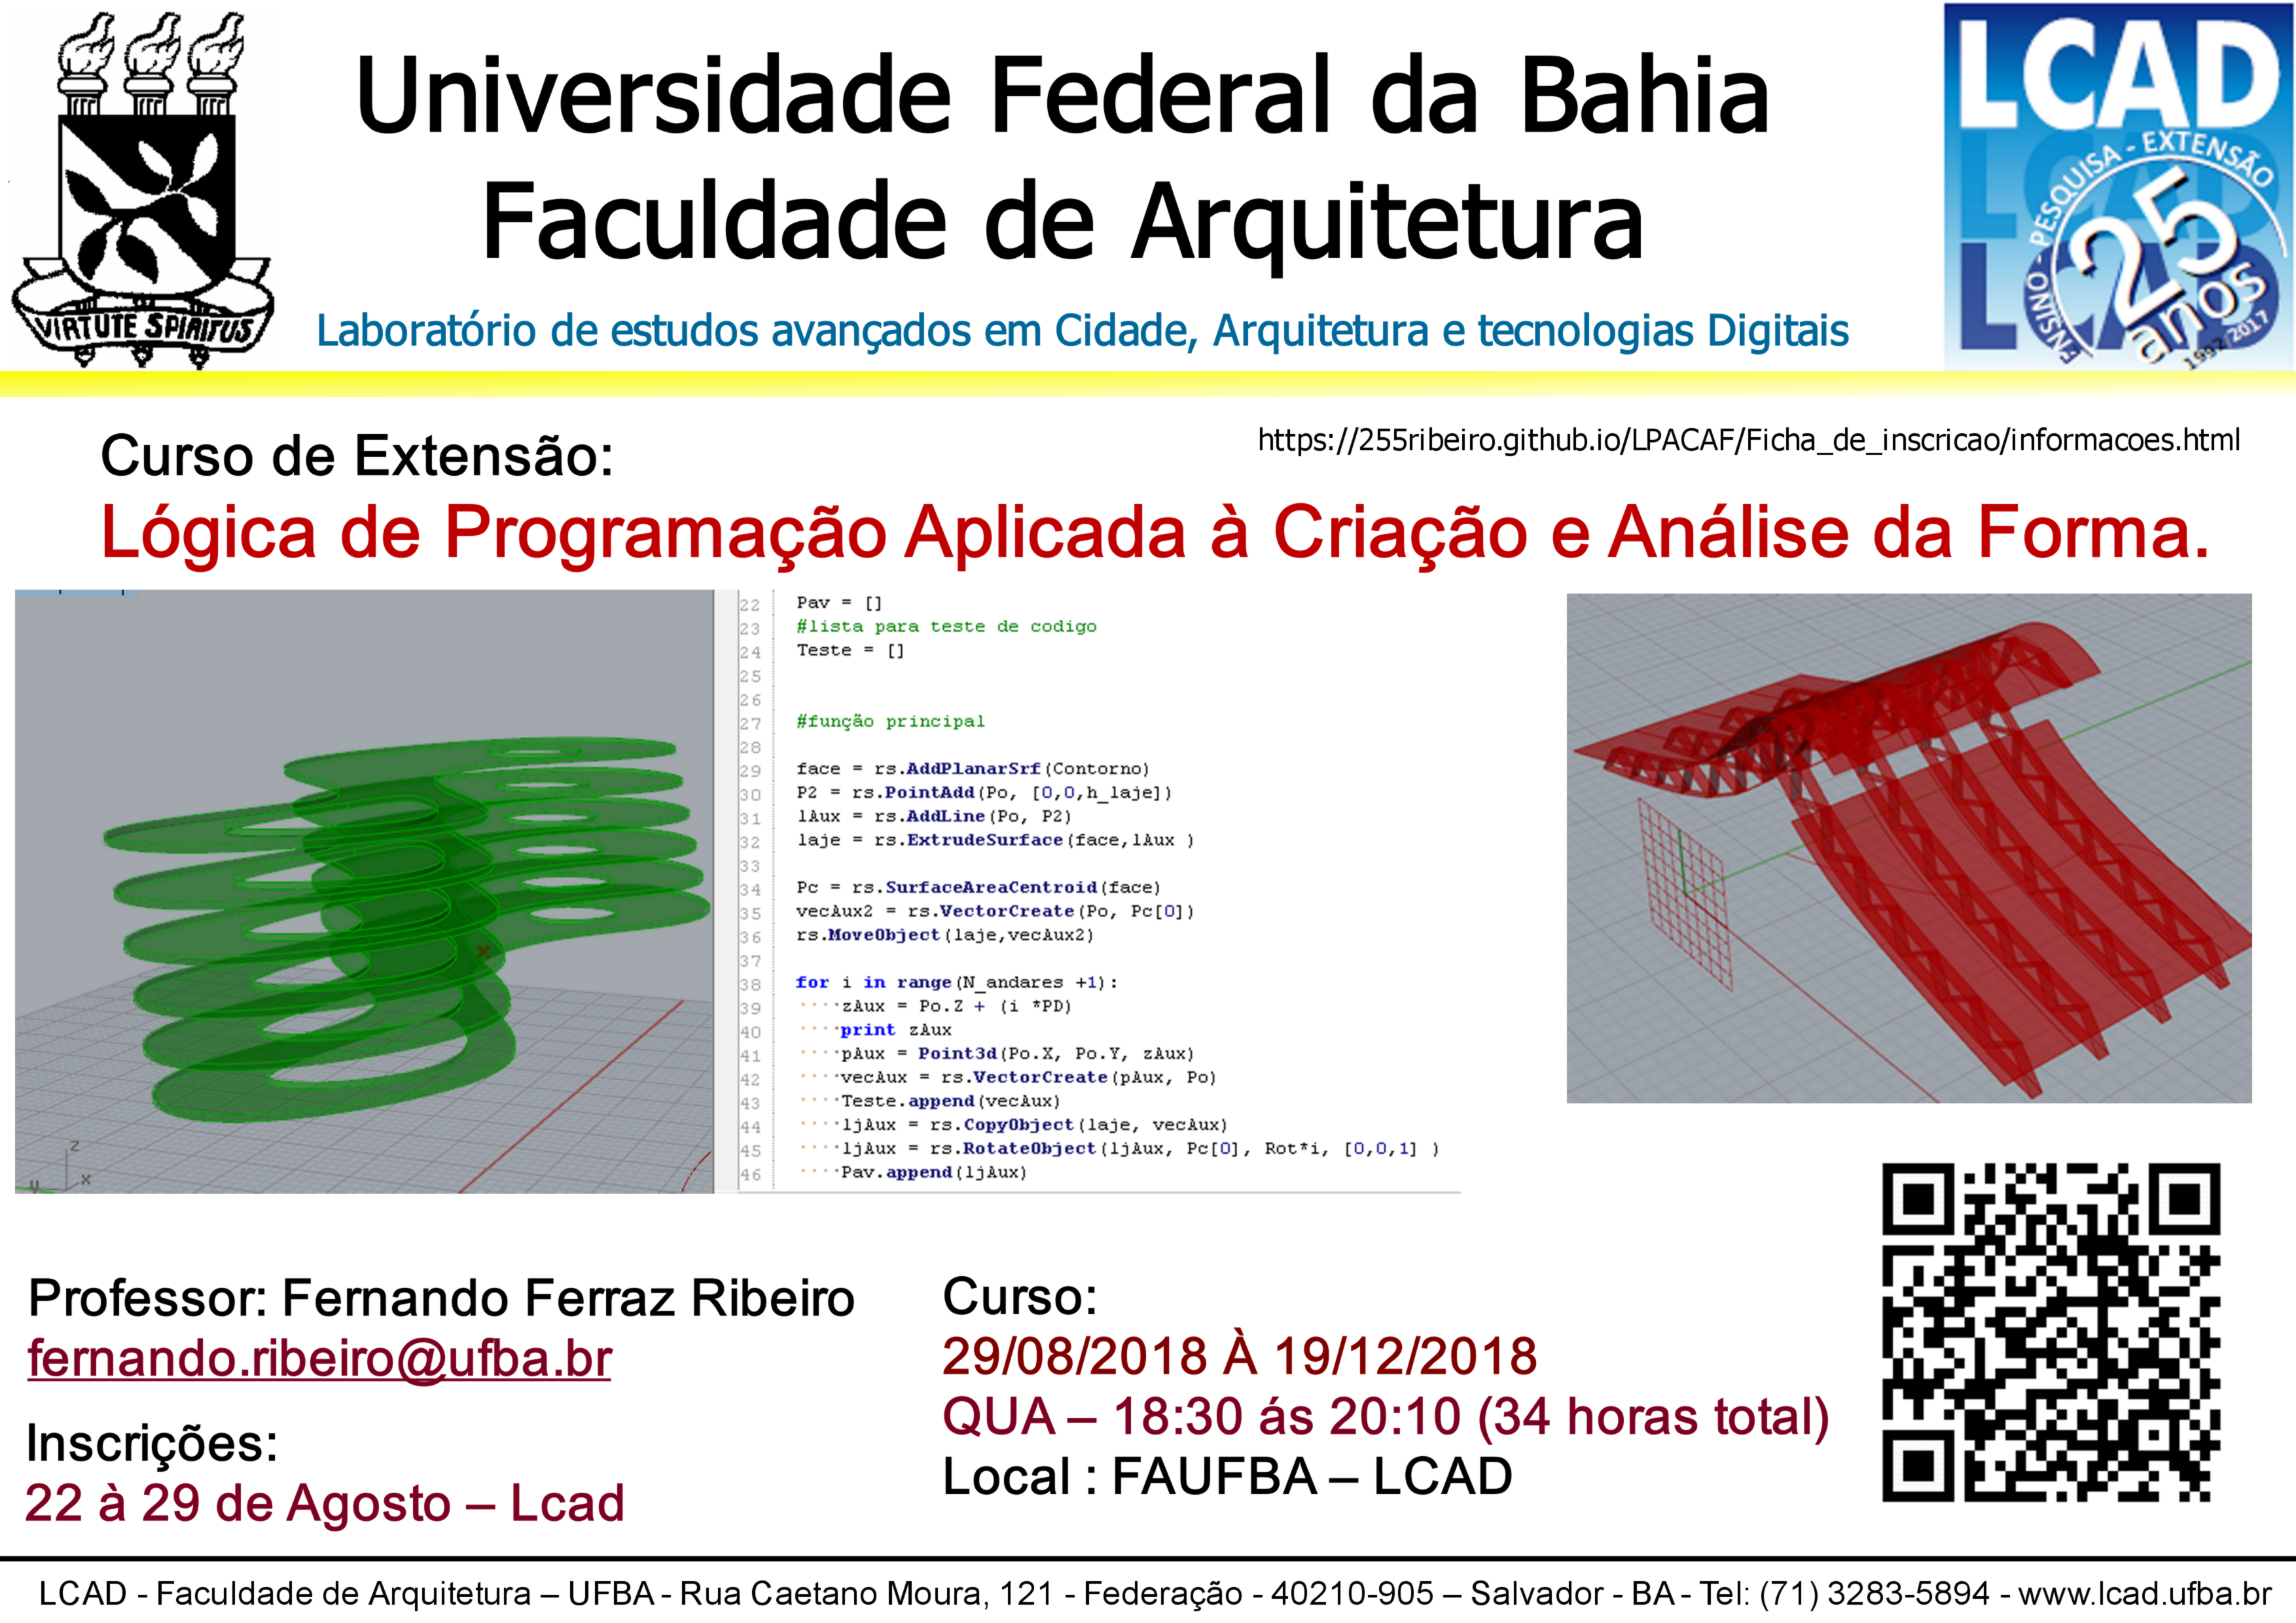 Universidade Federal da Bahia
Faculdade de Arquitetura
Laboratório de estudos avançados em Cidade, Arquitetura e tecnologias Digitais
VIRTUTE SPIRITUS
LCAD
ENSINO - PESQUISA - EXTENSÃO
25
anos
1992/2017
Curso de Extensão:
https://255ribeiro.github.io/LPACAF/Ficha_de_inscricao/informacoes.html
Lógica de Programação Aplicada à Criação e Análise da Forma.
22 Pav = []
23 #lista para teste de codigo
24 Teste = []
25
26
27 #função principal
28
29 face = rs.AddPlanarSrf(Contorno)
30 P2 = rs.PointAdd(Po, [0,0,h_laje])
31 lAux = rs.AddLine(Po, P2)
32 laje = rs.ExtrudeSurface(face,lAux )
33
34 Pc = rs.SurfaceAreaCentroid(face)
35 vecAux2 = rs.VectorCreate(Po, Pc[0])
36 rs.MoveObject(laje,vecAux2)
37
38 for i in range(N_andares +1):
39 ····zAux = Po.Z + (i *PD)
40 ····print zAux
41 ····pAux = Point3d(Po.X, Po.Y, zAux)
42 ····vecAux = rs.VectorCreate(pAux, Po)
43 ····Teste.append(vecAux)
44 ····ljAux = rs.CopyObject(laje, vecAux)
45 ····ljAux = rs.RotateObject(ljAux, Pc[0], Rot*i, [0,0,1] )
46 ····Pav.append(ljAux)
z
y x
Professor: Fernando Ferraz Ribeiro
fernando.ribeiro@ufba.br
Inscrições:
22 à 29 de Agosto – Lcad
Curso:
29/08/2018 À 19/12/2018
QUA – 18:30 ás 20:10 (34 horas total)
Local : FAUFBA – LCAD
LCAD - Faculdade de Arquitetura – UFBA - Rua Caetano Moura, 121 - Federação - 40210-905 – Salvador - BA - Tel: (71) 3283-5894 - www.lcad.ufba.br